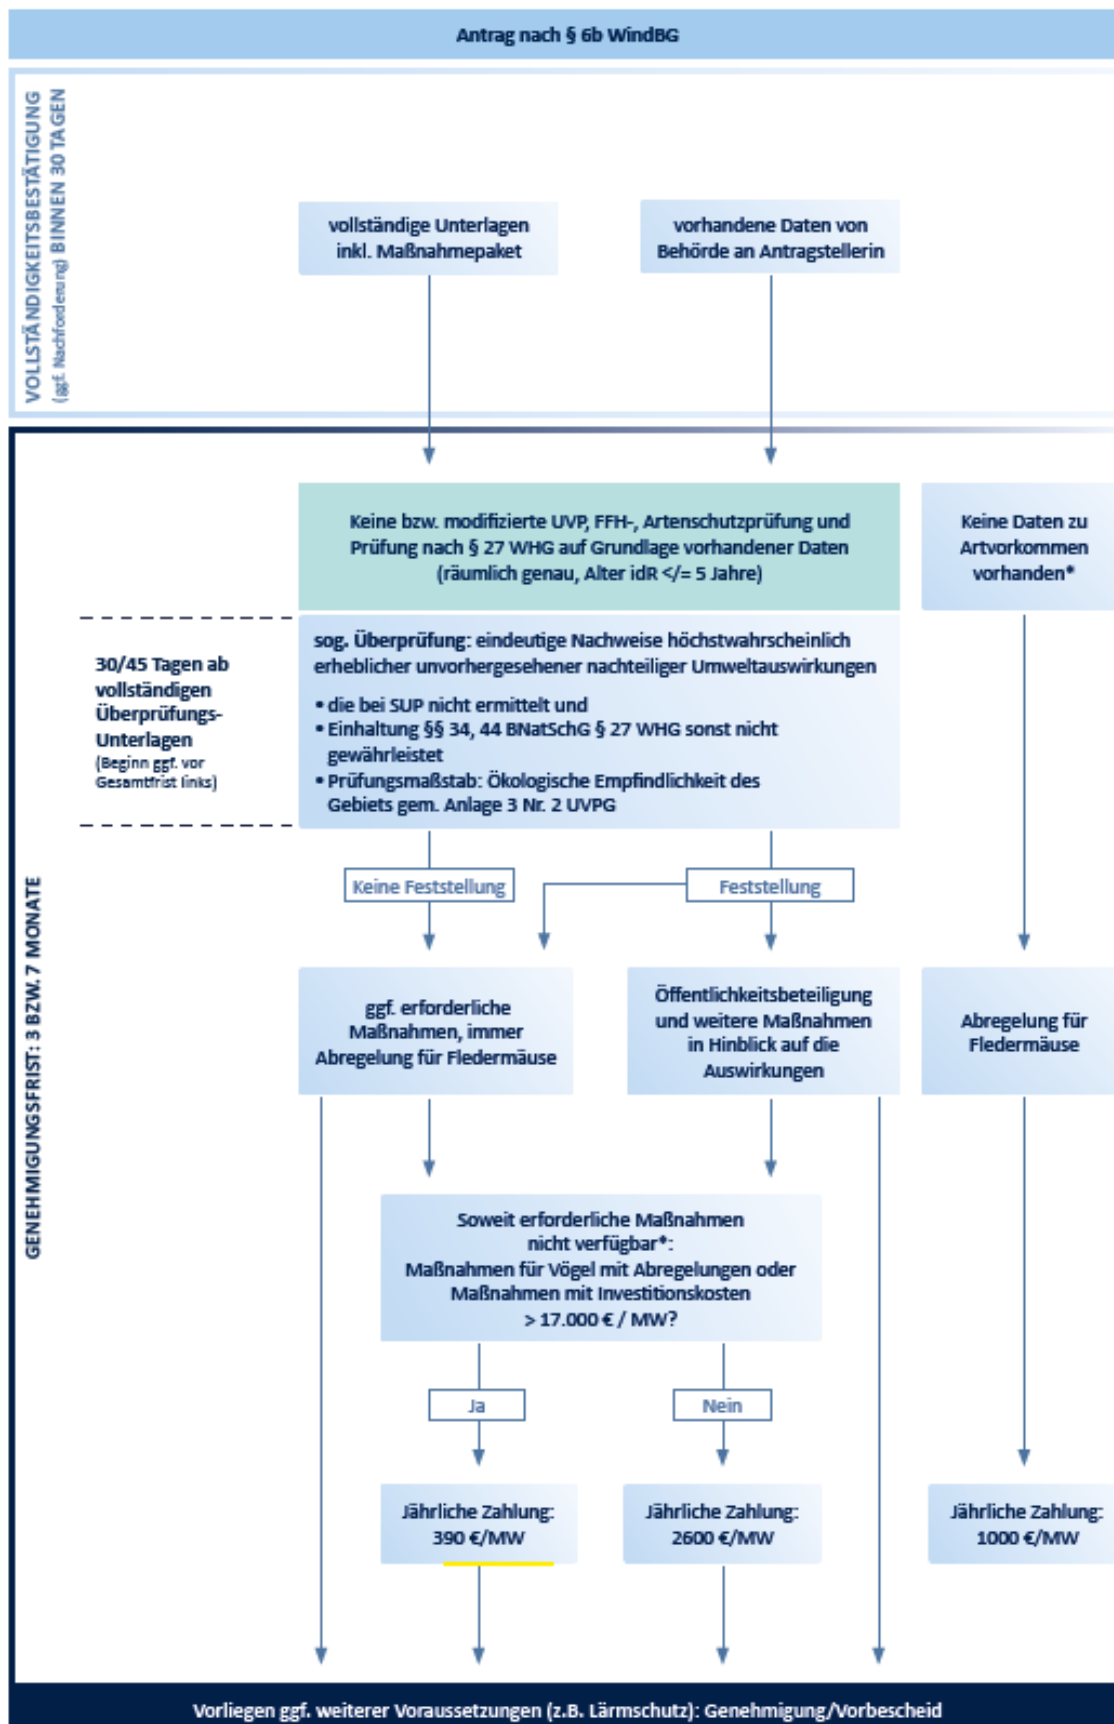 Antrag nach § 6b WindBG
VOLLSTÄNDIGKEITSBESTÄTIGUNG
(ggf. Nachforderung) BINNEN 30 TAGEN
vollständige Unterlagen
inkl. Maßnahmepaket
vorhandene Daten von
Behörde an Antragstellerin
GENEHMIGUNGSFRIST: 3 BZW. 7 MONATE
Keine bzw. modifizierte UVP, FFH-, Artenschutzprüfung und
Prüfung nach § 27 WHG auf Grundlage vorhandener Daten
(räumlich genau, Alter idR </= 5 Jahre)
Keine Daten zu
Artvorkommen
vorhanden*
30/45 Tagen ab
vollständigen
Überprüfungs-
Unterlagen
(Beginn ggf. vor
Gesamtfrist links)
sog. Überprüfung: eindeutige Nachweise höchstwahrscheinlich
erheblicher unvorhergesehener nachteiliger Umweltauswirkungen
• die bei SUP nicht ermittelt und
• Einhaltung §§ 34, 44 BNatSchG § 27 WHG sonst nicht
gewährleistet
• Prüfungsmaßstab: Ökologische Empfindlichkeit des
Gebiets gem. Anlage 3 Nr. 2 UVPG
Keine Feststellung
Feststellung
ggf. erforderliche
Maßnahmen, immer
Abregelung für Fledermäuse
Öffentlichkeitsbeteiligung
und weitere Maßnahmen
in Hinblick auf die
Auswirkungen
Abregelung für
Fledermäuse
Soweit erforderliche Maßnahmen
nicht verfügbar*:
Maßnahmen für Vögel mit Abregelungen oder
Maßnahmen mit Investitionskosten
> 17.000 € / MW?
Ja
Nein
Jährliche Zahlung:
390 €/MW
Jährliche Zahlung:
2600 €/MW
Jährliche Zahlung:
1000 €/MW
Vorliegen ggf. weiterer Voraussetzungen (z.B. Lärmschutz): Genehmigung/Vorbescheid